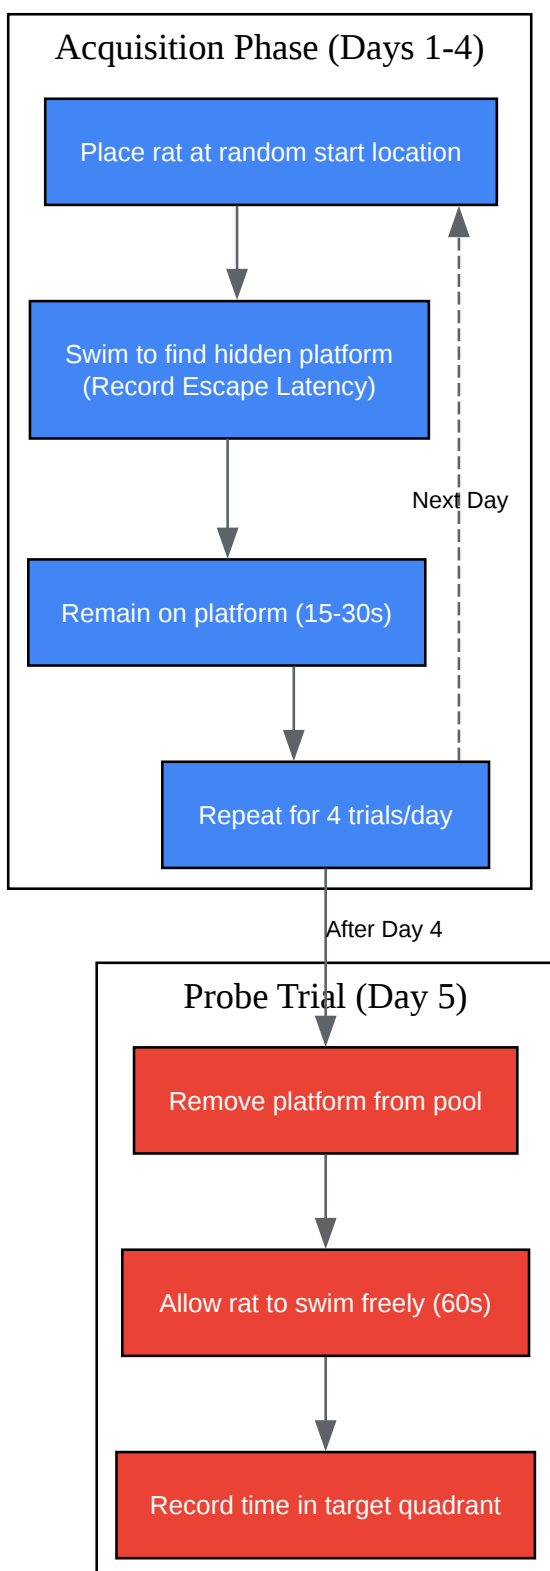 Acquisition Phase (Days 1-4)
Place rat at random start location
Swim to find hidden platform
(Record Escape Latency)
Next Day
Remain on platform (15-30s)
Repeat for 4 trials/day
After Day 4
Probe Trial (Day 5)
Remove platform from pool
Allow rat to swim freely (60s)
Record time in target quadrant